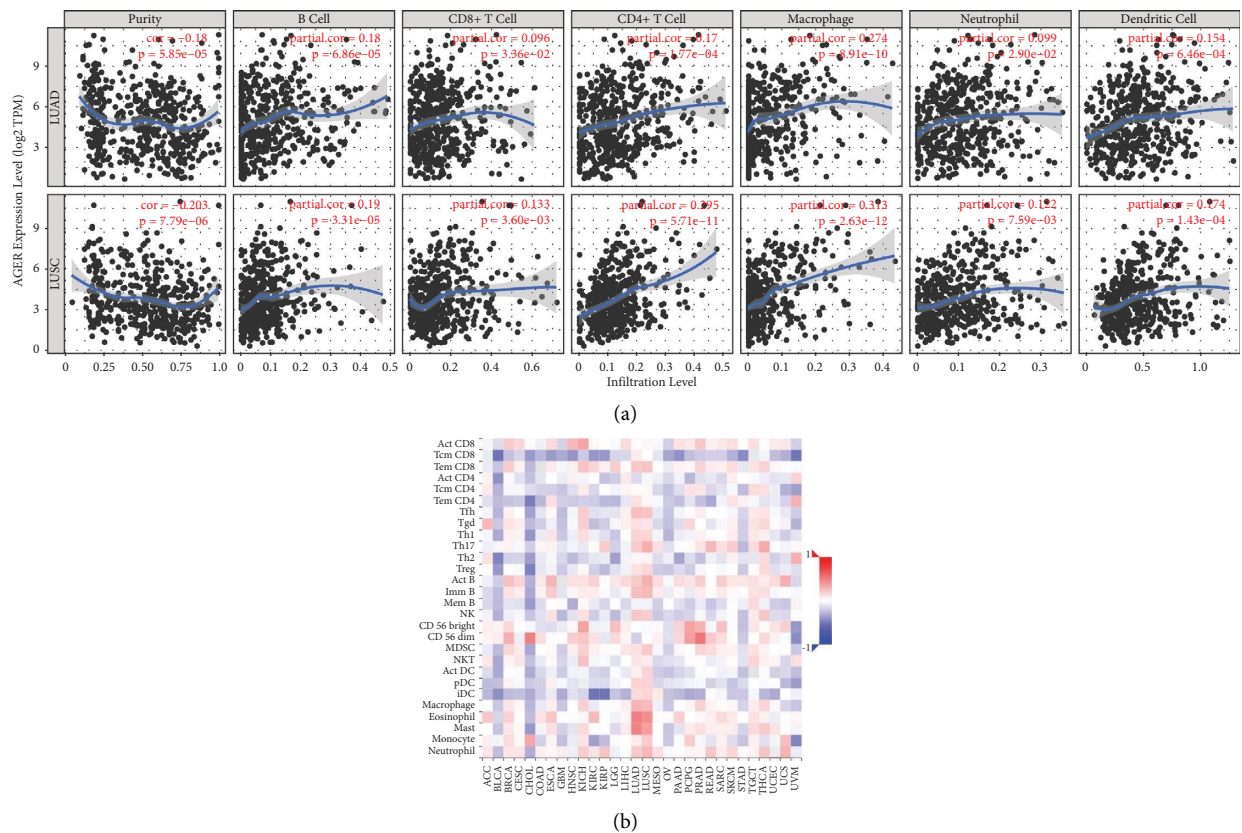 Purity
B Cell
CD8+ T Cell
CD4+ T Cell
Macrophage
Neutrophil
Dendritic Cell
AGER Expression Level (log2 TPM)
LUAD
9
6
3
cor = −0.18
p = 5.85e−05
partial.cor = 0.18
p = 6.86e−05
partial.cor = 0.096
p = 3.36e−02
partial.cor = 0.17
p = 1.77e−04
partial.cor = 0.274
p = 8.91e−10
partial.cor = 0.099
p = 2.90e−02
partial.cor = 0.154
p = 6.46e−04
LUSC
9
6
3
0
cor = −0.203
p = 7.79e−06
partial.cor = 0.19
p = 3.31e−05
partial.cor = 0.133
p = 3.60e−03
partial.cor = 0.295
p = 5.71e−11
partial.cor = 0.313
p = 2.63e−12
partial.cor = 0.122
p = 7.59e−03
partial.cor = 0.174
p = 1.43e−04
0 0.25 0.50 0.75 1.0
0 0.1 0.2 0.3 0.4 0.5
0 0.2 0.4 0.6
0 0.1 0.2 0.3 0.4 0.5
0 0.1 0.2 0.3 0.4
0 0.1 0.2 0.3
0 0.5 1.0
Infiltration Level
(a)
Act CD8
Tcm CD8
Tem CD8
Act CD4
Tcm CD4
Tem CD4
Tfh
Tgd
Th1
Th17
Th2
Treg
Act B
Imm B
Mem B
NK
CD 56 bright
CD 56 dim
MDSC
NKT
Act DC
pDC
iDC
Macrophage
Eosinophil
Mast
Monocyte
Neutrophil
1
-1
ACC
BLCA
BRCA
CESC
CHOL
COAD
ESCA
GBM
HNSC
KICH
KIRC
KIRP
LGG
LIHC
LUAD
LUSC
MESO
OV
PAAD
PCPG
PRAD
READ
SARC
SKCM
STAD
TGCT
THCA
UCEC
UCS
UVM
(b)